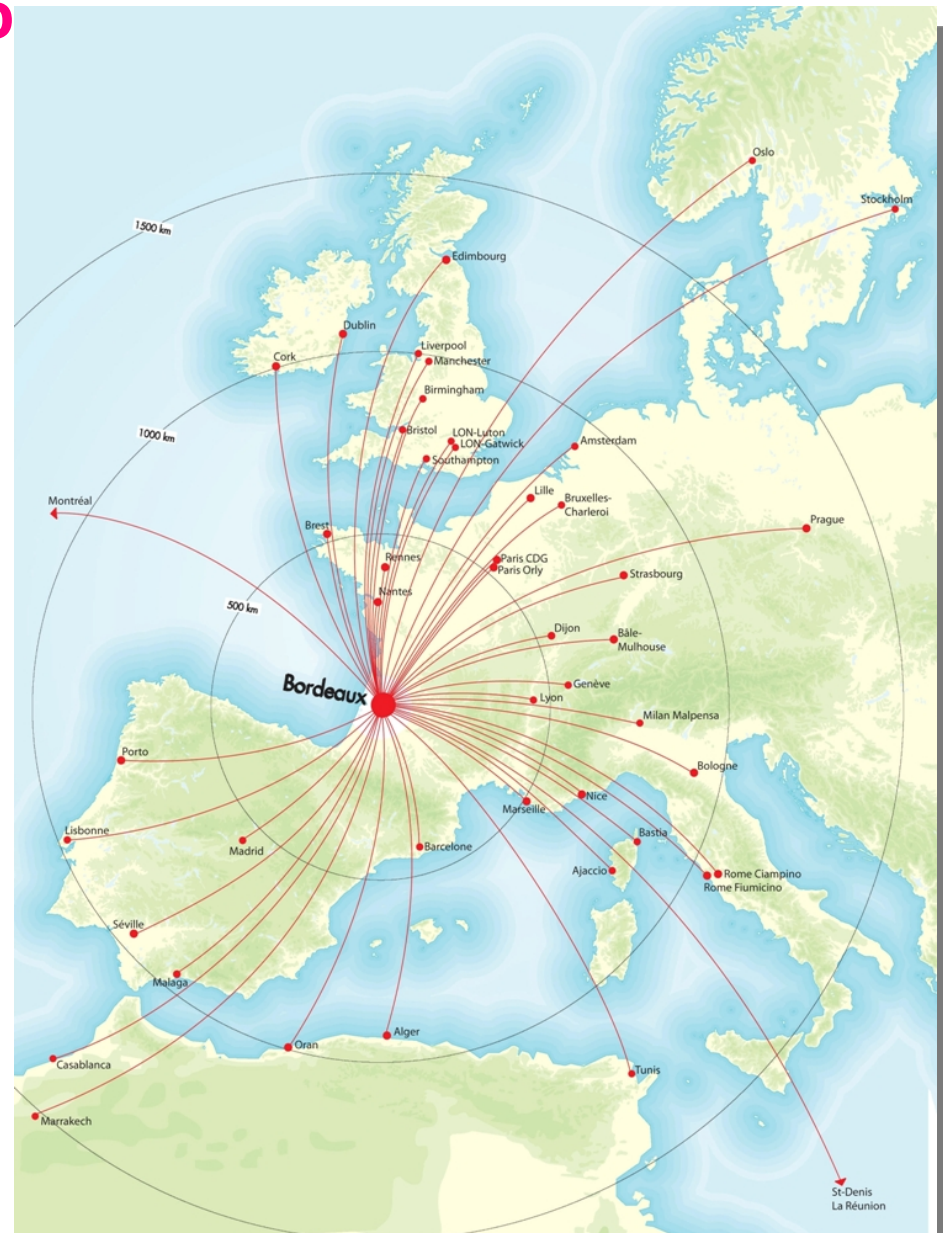 Oslo
Stockholm
1500 km
Edimbourg
Dublin
Liverpool
Cork
Manchester
Birmingham
Bristol
LON-Luton
LON-Gatwick
Southampton
1000 km
Amsterdam
Montréal
Lille
Bruxelles-
Charleroi
Prague
Brest
Rennes
Paris CDG
Paris Orly
Strasbourg
Nantes
500 km
Dijon
Bâle-
Mulhouse
Bordeaux
Genève
Lyon
Milan Malpensa
Porto
Bologne
Nice
Marseille
Lisbonne
Bastia
Madrid
Barcelone
Ajaccio
Rome Ciampino
Rome Fiumicino
Séville
Malaga
Alger
Oran
Casablanca
Tunis
Marrakech
St-Denis
La Réunion